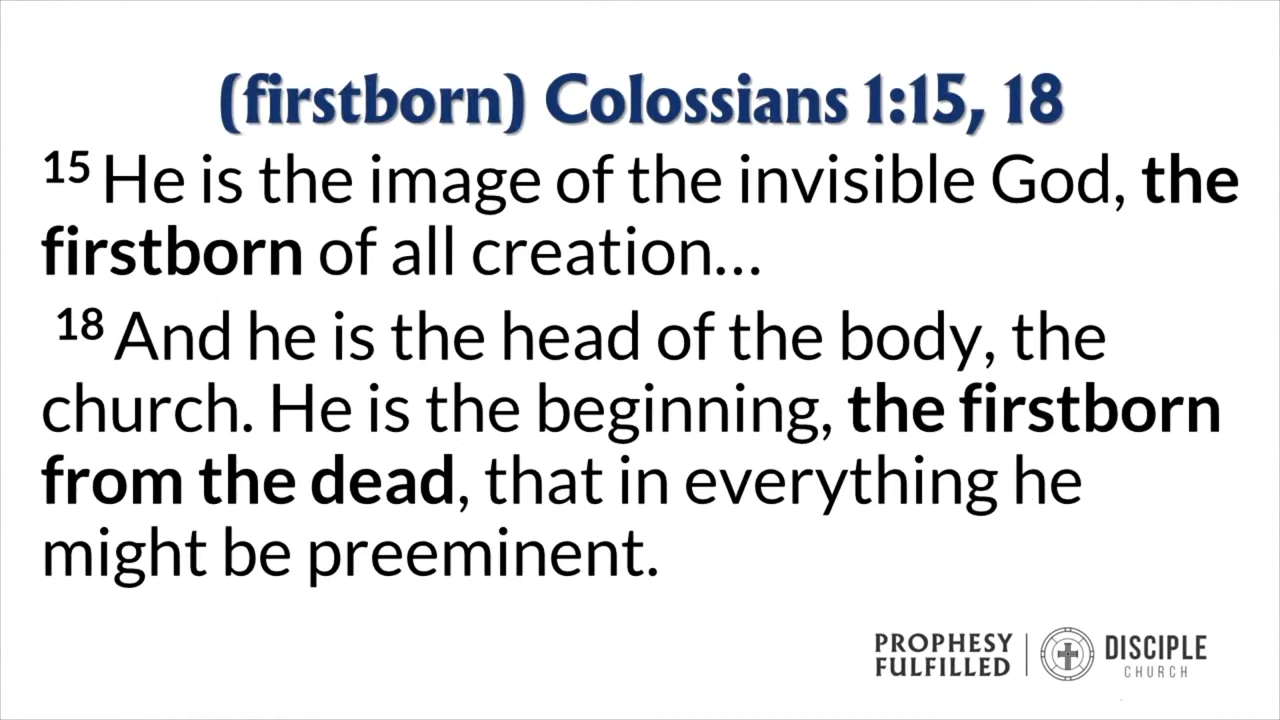 (firstborn) Colossians 1:15, 18
15 He is the image of the invisible God, the
firstborn of all creation...
18 And he is the head of the body, the
church. He is the beginning, the firstborn
from the dead, that in everything he
might be preeminent.
PROPHESY
FULFILLED
DISCIPLE
CHURCH